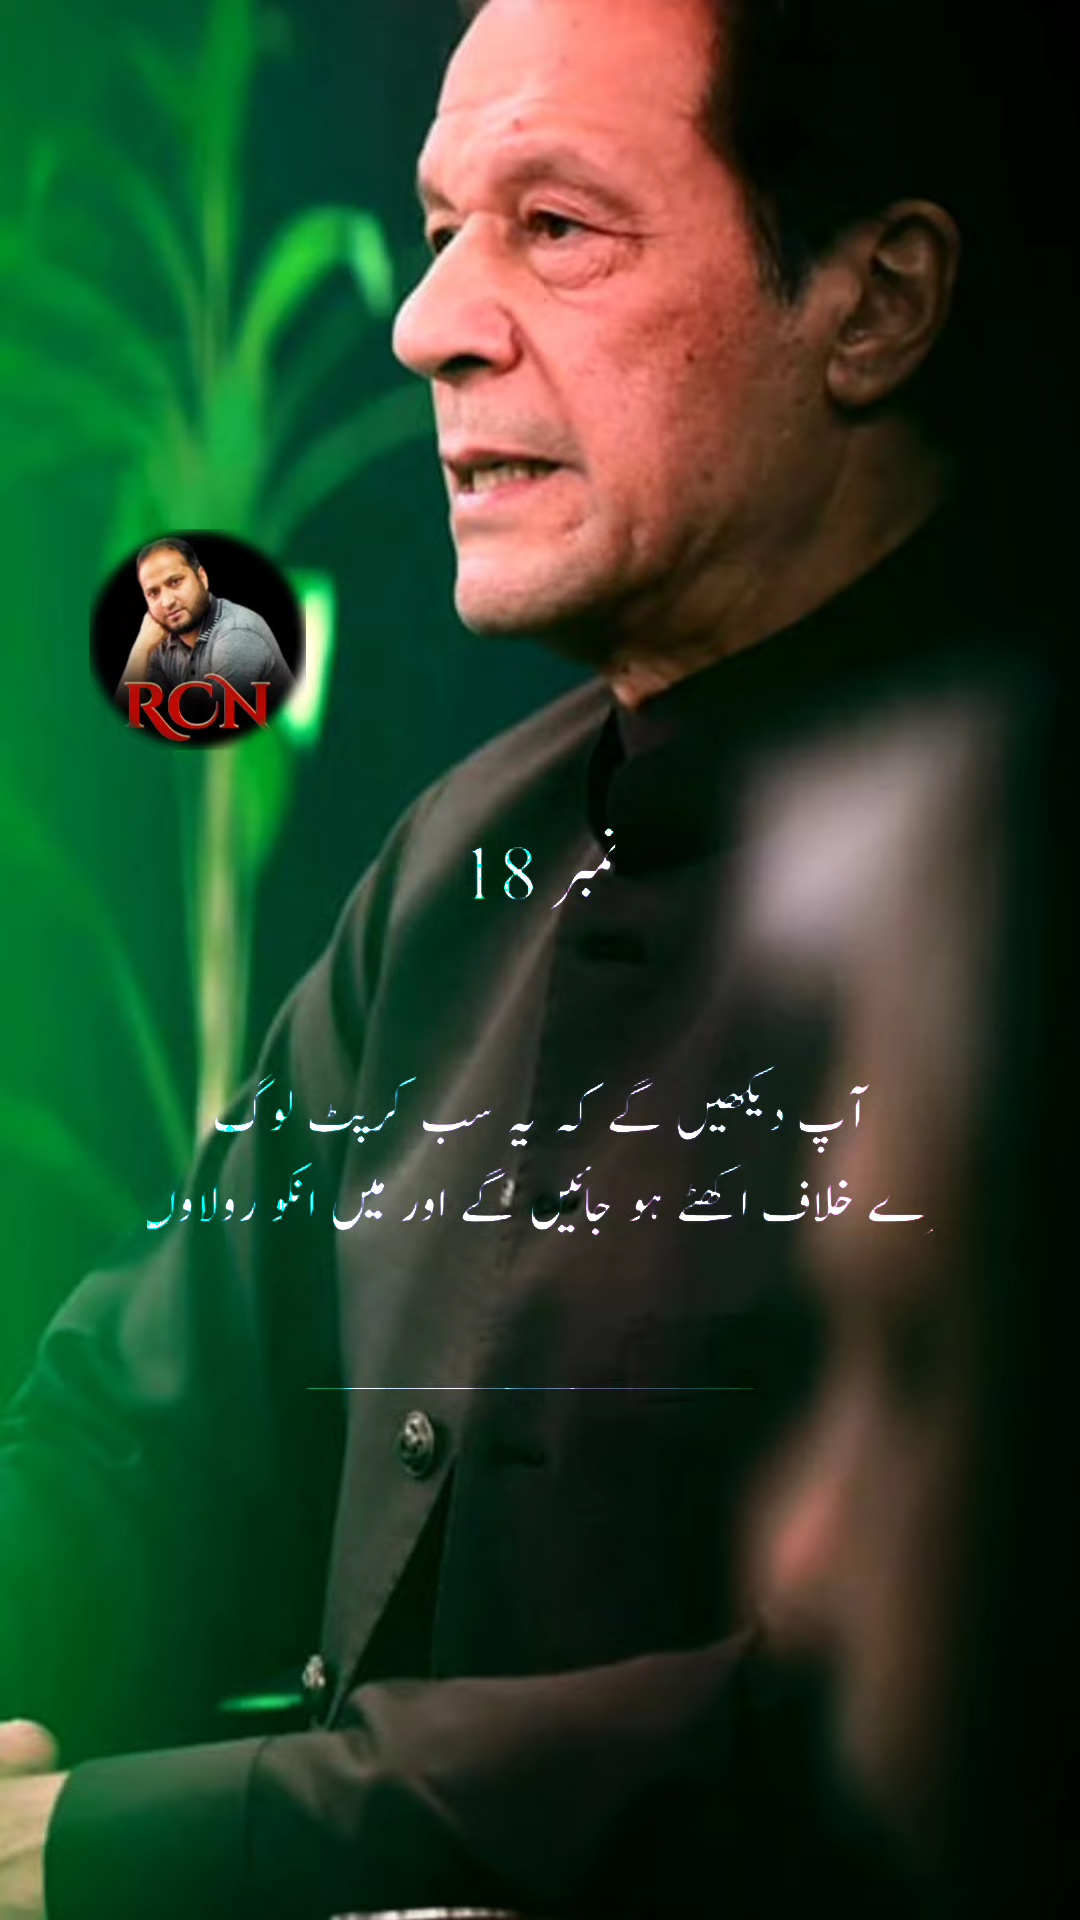 RCN
نمبر 18
آپ دیکھیں گے کہ یہ سب کرپٹ لوگ
خلاف اکھٹے ہو جائیں گے اور میں انکو رولاوں